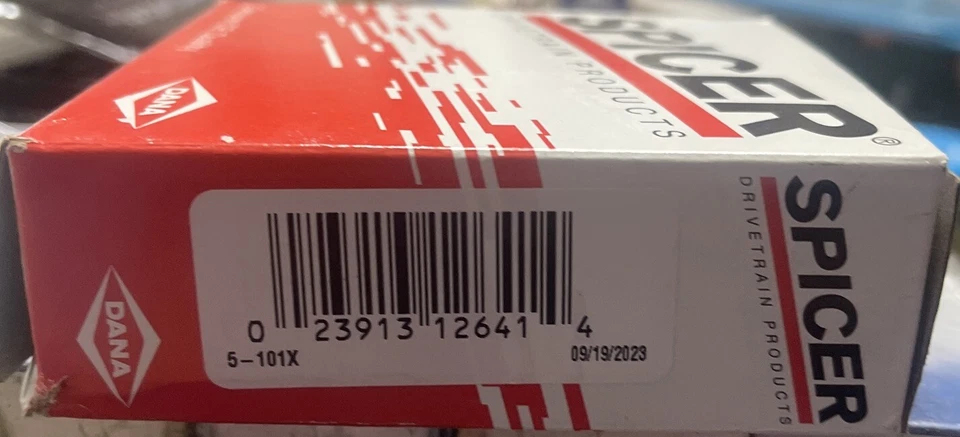 DANA
SPICER®
DRIVETRAIN PRODUCTS
DANA
0 23913 12641 4
5-101X 09/19/2023
SPICER
DRIVETRAIN PRODUCTS